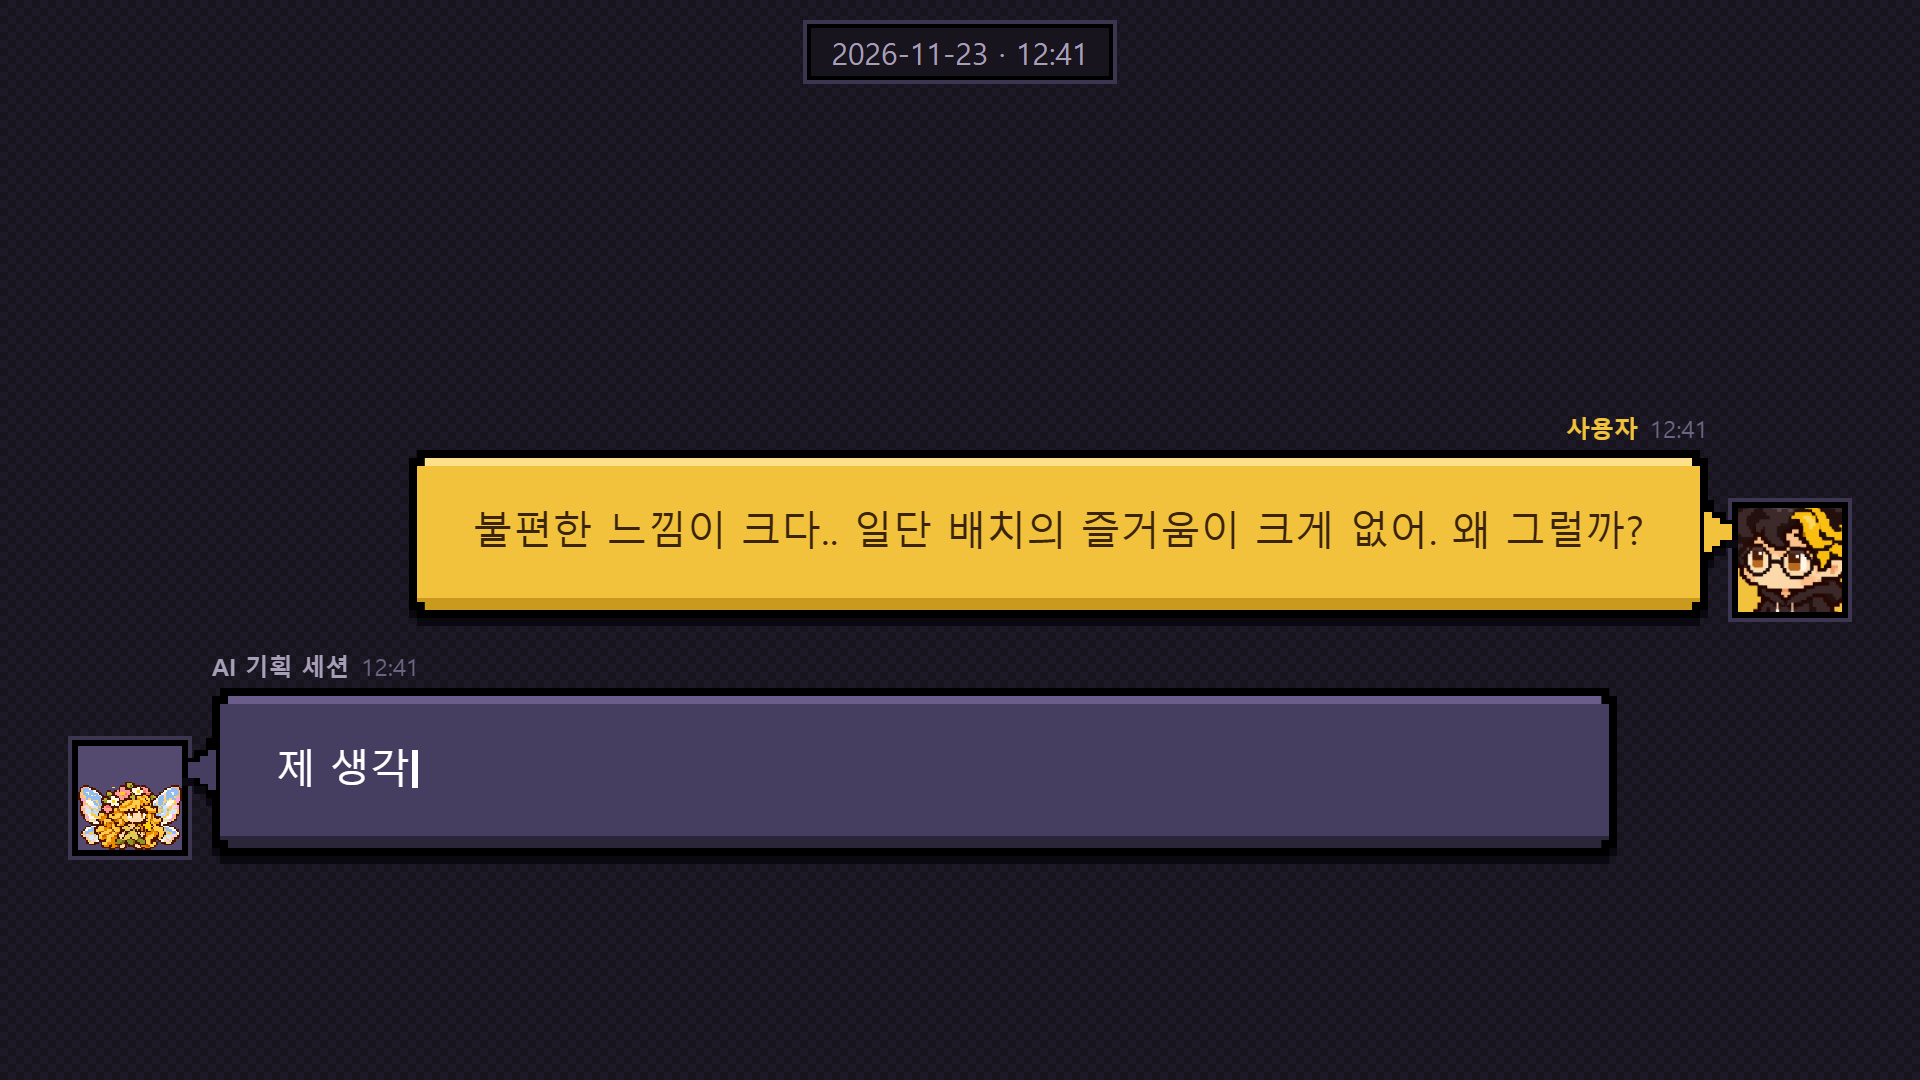 2026-11-23 · 12:41
사용자 12:41
불편한 느낌이 크다.. 일단 배치의 즐거움이 크게 없어. 왜 그럴까?
AI 기획 세션 12:41
제 생각